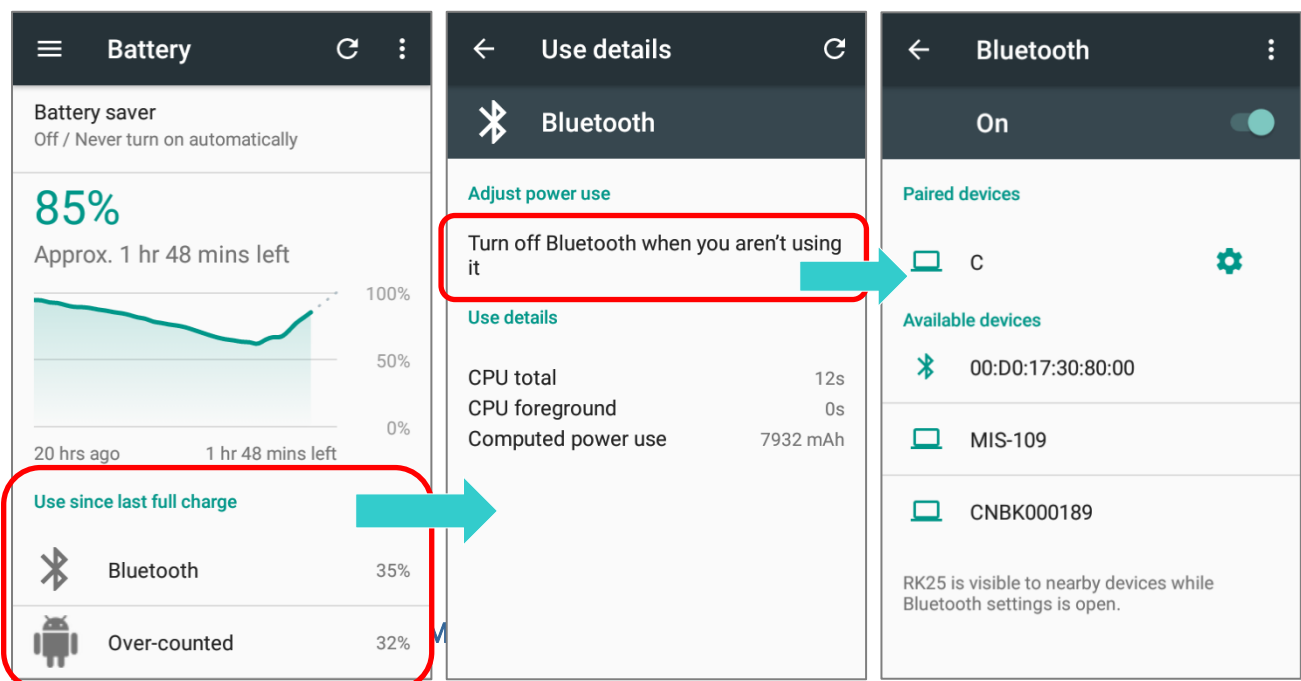 Battery
Battery saver
Off / Never turn on automatically
85%
Approx. 1 hr 48 mins left
100%
50%
0%
20 hrs ago
1 hr 48 mins left
Use since last full charge
Bluetooth
35%
Over-counted
32%
M
Use details
Bluetooth
Adjust power use
Turn off Bluetooth when you aren't using
it
Use details
CPU total
12s
CPU foreground
0s
Computed power use
7932 mAh
Bluetooth
On
Paired devices
C
Available devices
00:D0:17:30:80:00
MIS-109
CNBK000189
RK25 is visible to nearby devices while
Bluetooth settings is open.